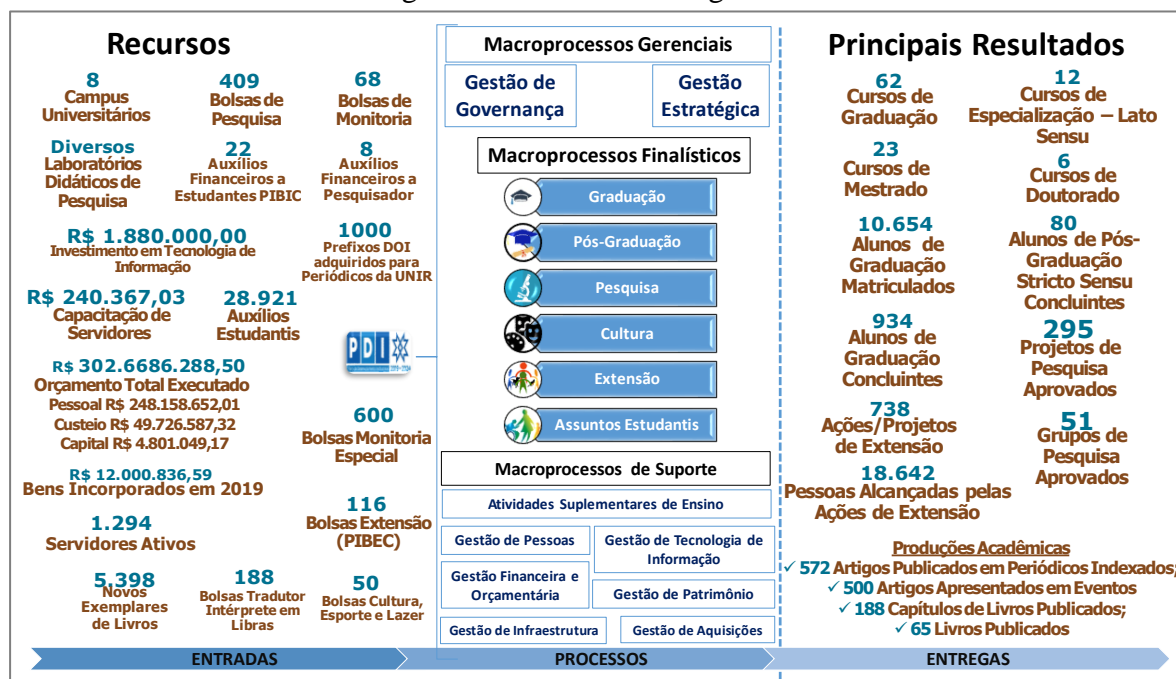 Recursos
8
Campus
Universitários
409
Bolsas de
Pesquisa
68
Bolsas de
Monitoria
Diversos
Laboratórios
Didáticos de
Pesquisa
22
Auxílios
Financeiros a
Estudantes PIBIC
8
Auxílios
Financeiros a
Pesquisador
R$ 1.880.000,00
Investimento em Tecnologia de
Informação
1000
Prefixos DOI
adquiridos para
Periódicos da UNIR
R$ 240.367,03
Capacitação de
Servidores
28.921
Auxílios
Estudantis
R$ 302.6686.288,50
Orçamento Total Executado
Pessoal R$ 248.158.652,01
Custeio R$ 49.726.587,32
Capital R$ 4.801.049,17
600
Bolsas Monitoria
Especial
R$ 12.000.836,59
Bens Incorporados em 2019
1.294
Servidores Ativos
116
Bolsas Extensão
(PIBEC)
5.398
Novos
Exemplares
de Livros
188
Bolsas Tradutor
Intérprete em
Libras
50
Bolsas Cultura,
Esporte e Lazer
ENTRADAS
PDI
Macroprocessos Gerenciais
Gestão de
Governança
Gestão
Estratégica
Macroprocessos Finalísticos
Graduação
Pós-Graduação
Pesquisa
Cultura
Extensão
Assuntos Estudantis
Macroprocessos de Suporte
Atividades Suplementares de Ensino
Gestão de Pessoas
Gestão de Tecnologia de
Informação
Gestão Financeira e
Orçamentária
Gestão de Patrimônio
Gestão de Infraestrutura
Gestão de Aquisições
PROCESSOS
Principais Resultados
62
Cursos de
Graduação
12
Cursos de
Especialização – Lato
Sensu
23
Cursos de
Mestrado
6
Cursos de
Doutorado
10.654
Alunos de
Graduação
Matriculados
80
Alunos de Pós-
Graduação
Stricto Sensu
Concluintes
934
Alunos de
Graduação
Concluintes
295
Projetos de
Pesquisa
Aprovados
738
Ações/Projetos
de Extensão
51
Grupos de
Pesquisa
Aprovados
18.642
Pessoas Alcançadas pelas
Ações de Extensão
Produções Acadêmicas
✓ 572 Artigos Publicados em Periódicos Indexados;
✓ 500 Artigos Apresentados em Eventos
✓ 188 Capítulos de Livros Publicados;
✓ 65 Livros Publicados
ENTREGAS